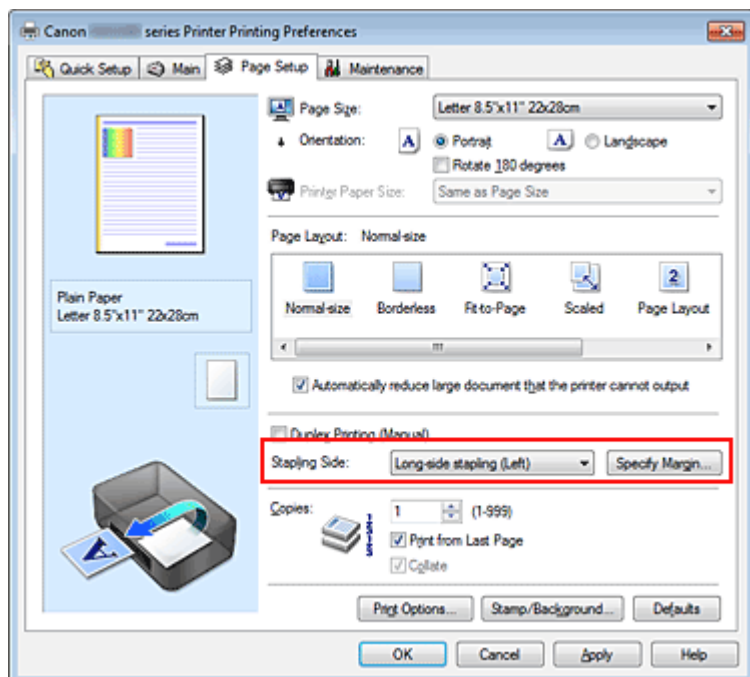 Canon series Printer Printing Preferences
Quick Setup Main Page Setup Maintenance
Page Size: Letter 8.5"x11" 22x28cm
Orientation: A Portrait A Landscape
Rotate 180 degrees
Printer Paper Size: Same as Page Size
Page Layout: Normal-size
2
Normal-size Borderless Fit-to-Page Scaled Page Layout
Plain Paper
Letter 8.5"x11" 22x28cm
Automatically reduce large document that the printer cannot output
Duplex Printing (Manual)
Stapling Side: Long-side stapling (Left) Specify Margin...
Copies: 1 (1-999)
Print from Last Page
Collate
A
Print Options... Stamp/Background... Defaults
OK Cancel Apply Help